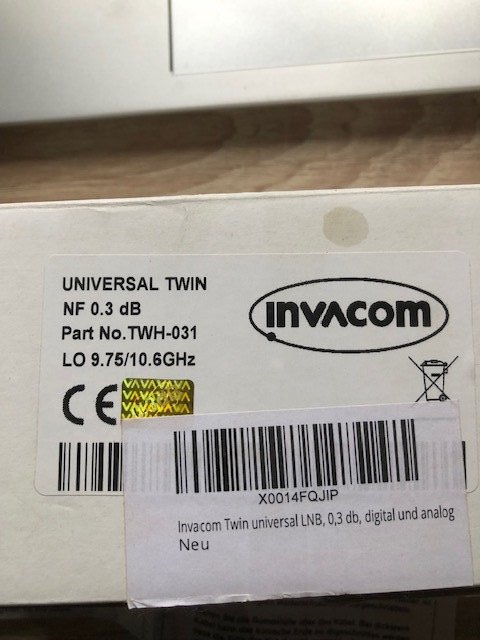 UNIVERSAL TWIN
NF 0.3 dB
Part No.TWH-031
LO 9.75/10.6GHz
INVACOM
CE
X0014FQJIP
Invacom Twin universal LNB, 0,3 db, digital und analog
Neu